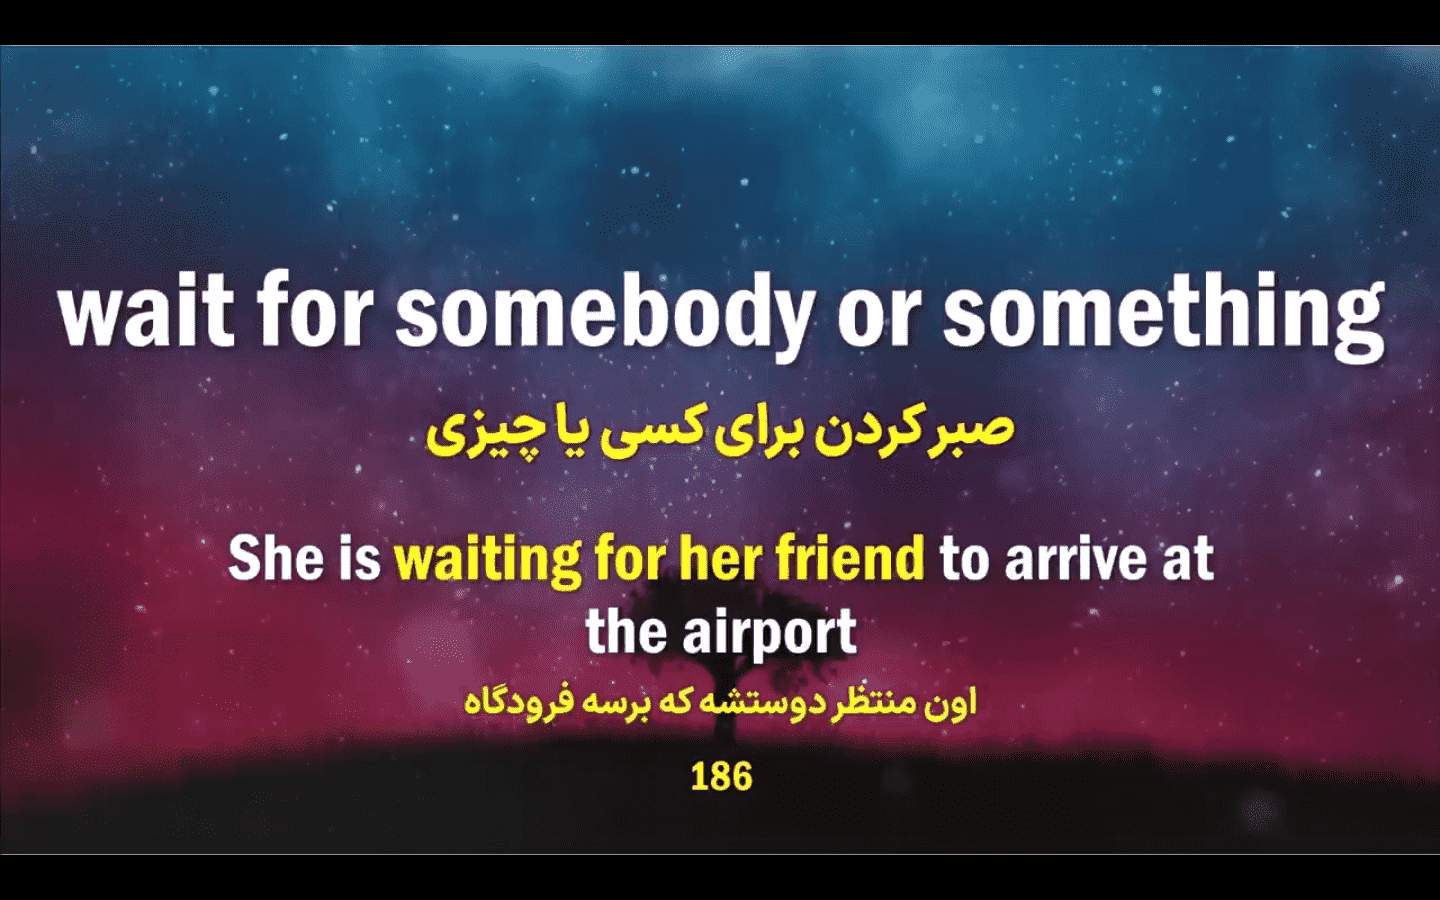 wait for somebody or something
صبر کردن برای کسی یا چیزی
She is waiting for her friend to arrive at
the airport
اون منتظر دوستشه که برسه فرودگاه
186